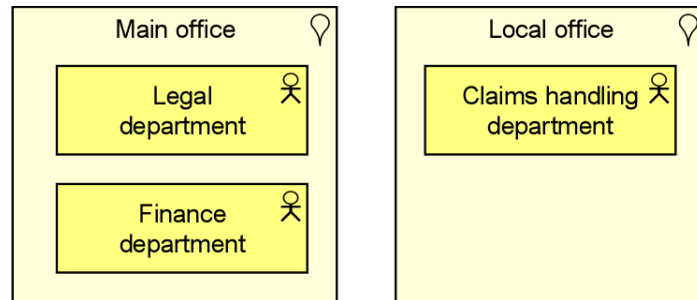 Main office
Legal
department
Finance
department
Local office
Claims handling
department